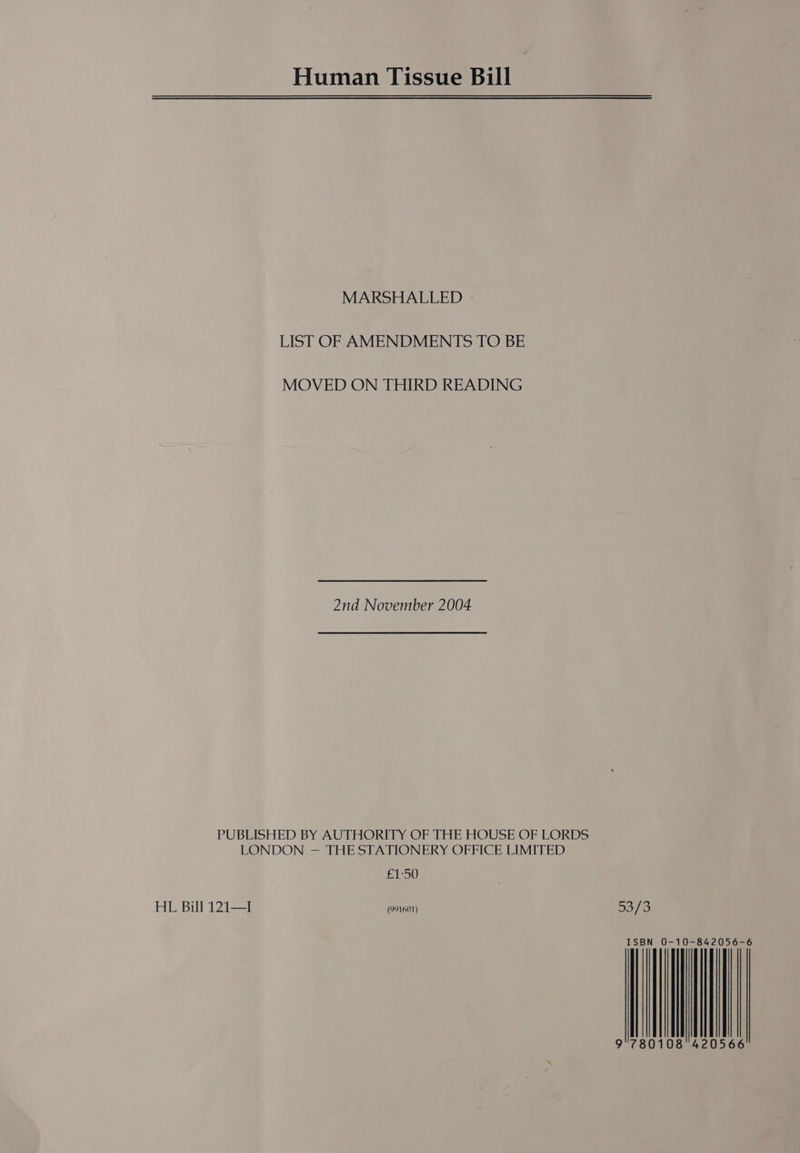 Human Tissue Bill
MARSHALLED
LIST OF AMENDMENTS TO BE
MOVED ON THIRD READING
2nd November 2004
PUBLISHED BY AUTHORITY OF THE HOUSE OF LORDS
LONDON — THE STATIONERY OFFICE LIMITED
£1·50
HL Bill 121—I (991601) 53/3
ISBN 0-10-842056-6
9 780108 420566